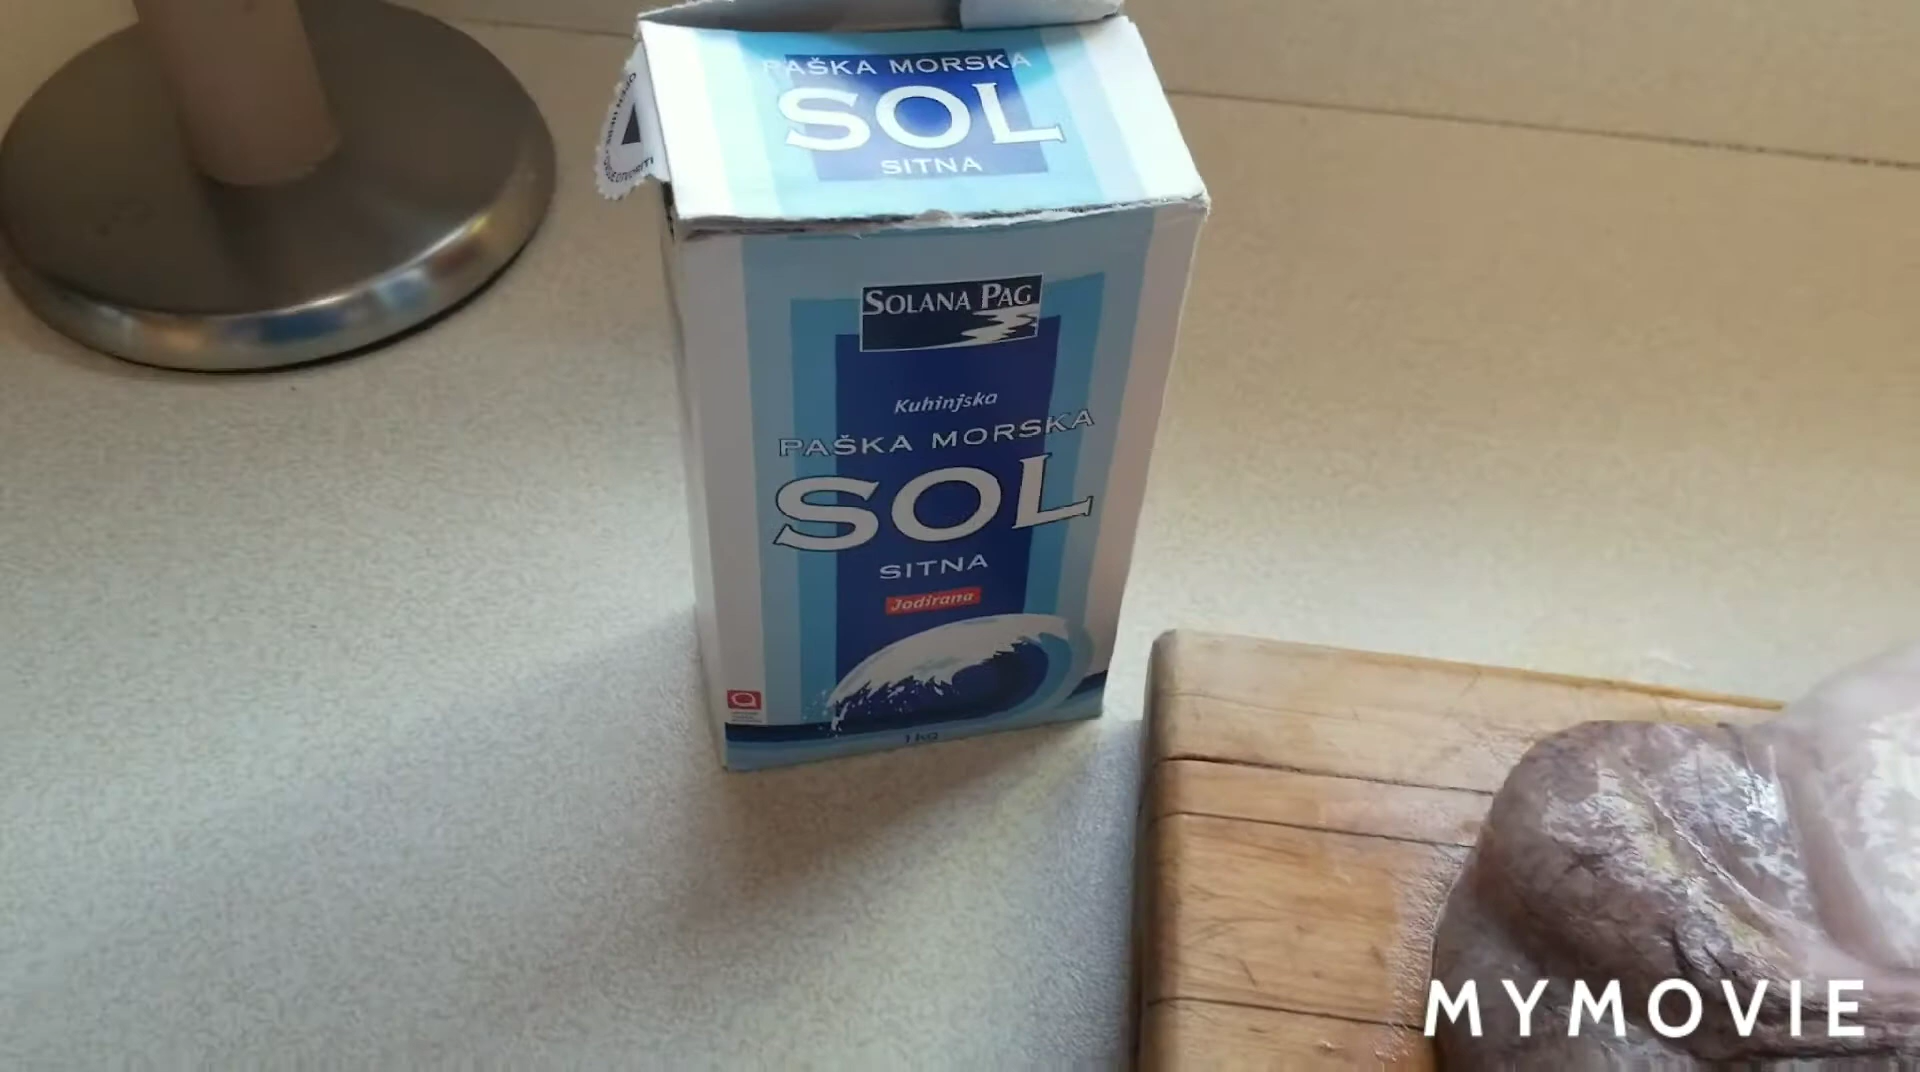 PAŠKA MORSKA
SOL
SITNA
SOLANA PAG
Kuhinjska
PAŠKA MORSKA
SOL
SITNA
Jodirana
1 kg
MYMOVIE